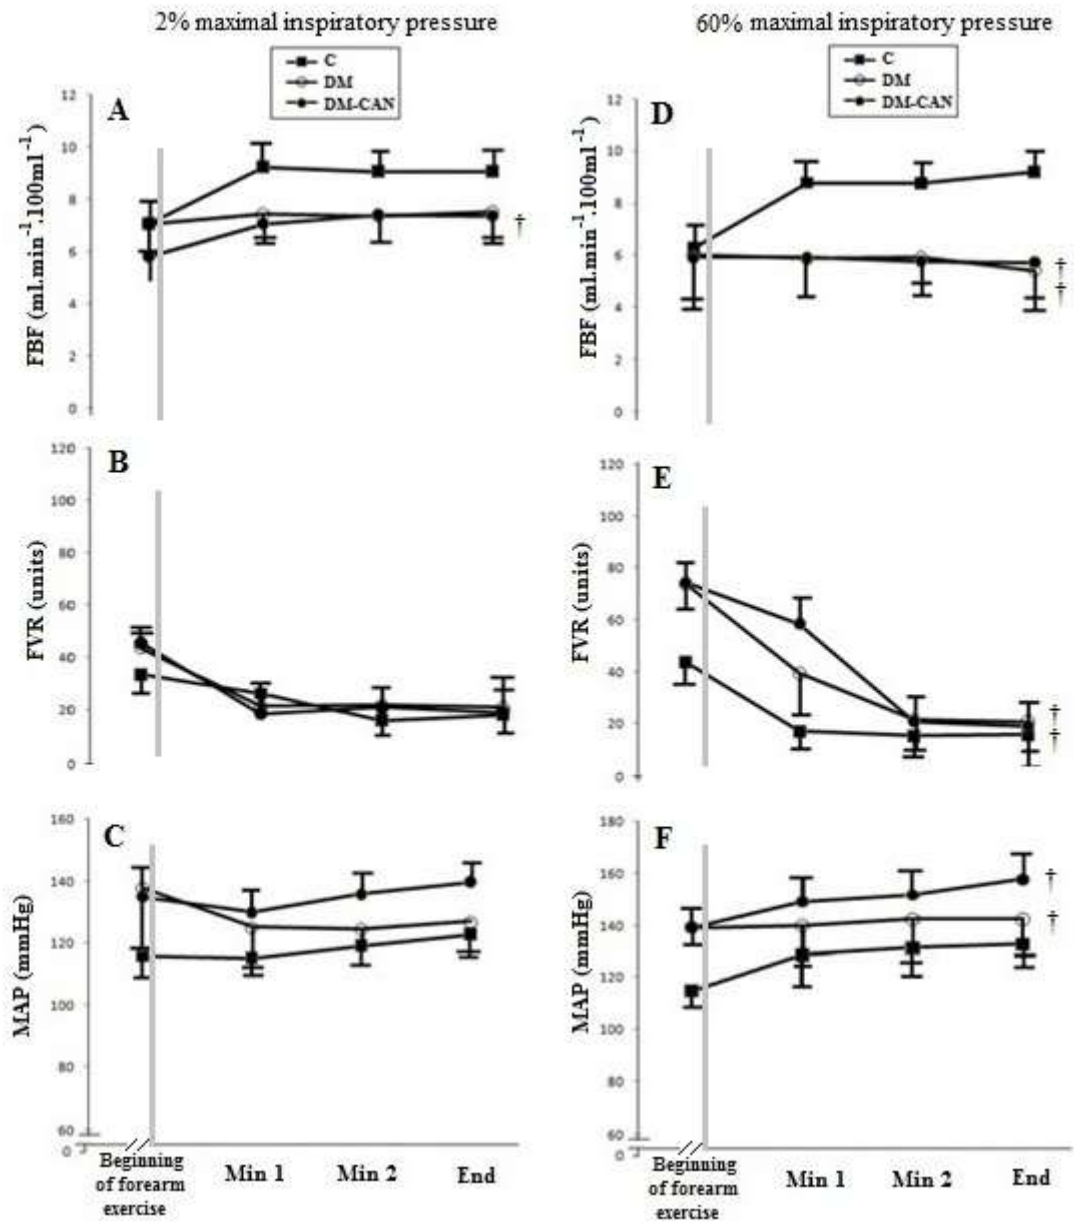 2% maximal inspiratory pressure
60% maximal inspiratory pressure
C
DM
DM-CAN
C
DM
DM-CAN
A
FBF (ml.min⁻¹.100ml⁻¹)
12
10
8
6
4
2
0
†
D
FBF (ml.min⁻¹.100ml⁻¹)
12
10
8
6
4
2
0
†
†
B
FVR (units)
120
100
80
60
40
20
0
E
FVR (units)
120
100
80
60
40
20
0
†
†
C
MAP (mmHg)
160
140
120
100
80
60
0
F
MAP (mmHg)
180
160
140
120
100
80
60
0
†
†
Beginning
of forearm
exercise
Min 1
Min 2
End
Beginning
of forearm
exercise
Min 1
Min 2
End